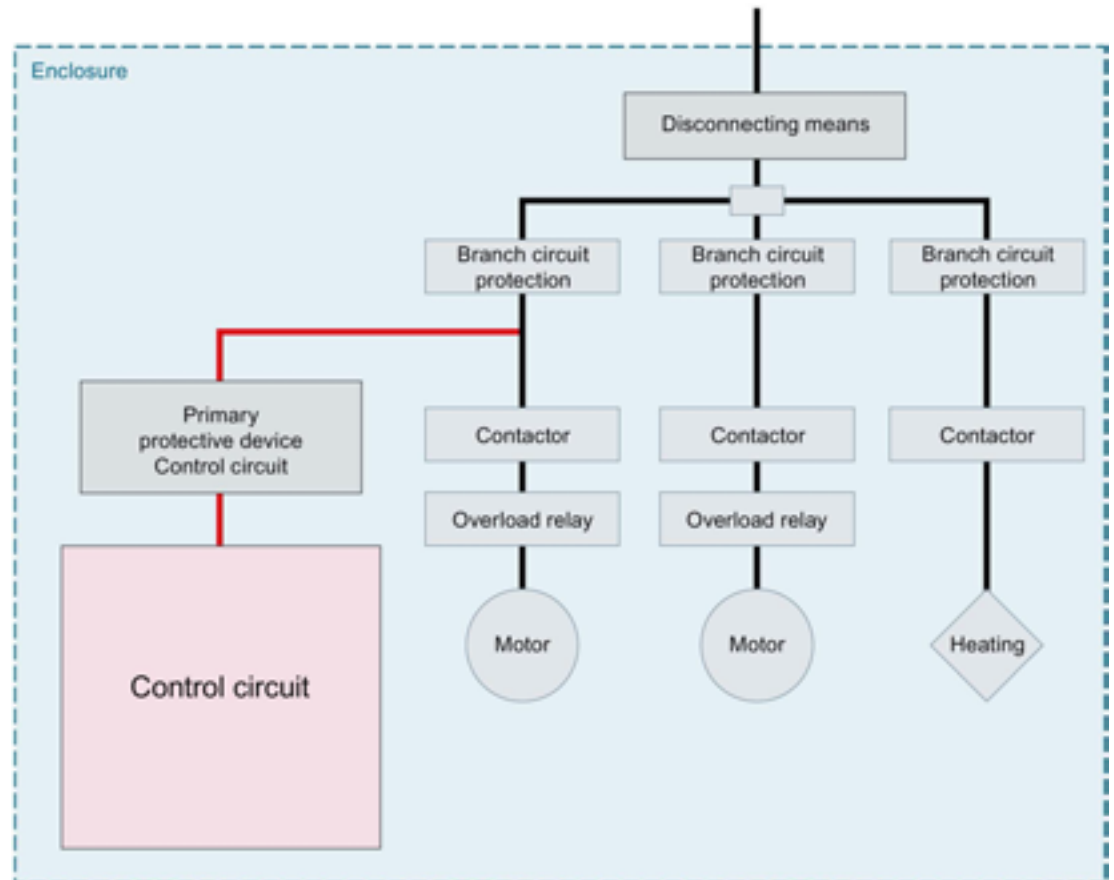 Enclosure
Disconnecting means
Branch circuit
protection
Branch circuit
protection
Branch circuit
protection
Primary
protective device
Control circuit
Contactor
Contactor
Contactor
Overload relay
Overload relay
Control circuit
Motor
Motor
Heating